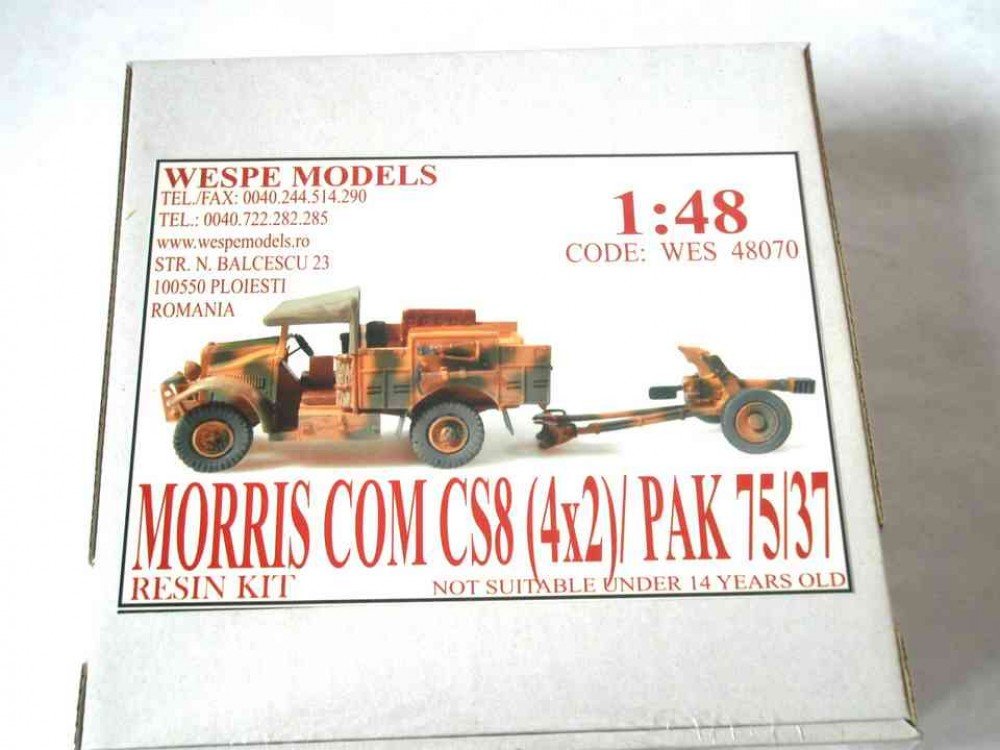 WESPE MODELS
TEL./FAX: 0040.244.514.290
TEL.: 0040.722.282.285
www.wespemodels.ro
STR. N. BALCESCU 23
100550 PLOIESTI
ROMANIA
1:48
CODE: WES 48070
MORRIS COM CS8 (4x2)/ PAK 75/37
RESIN KIT
NOT SUITABLE UNDER 14 YEARS OLD